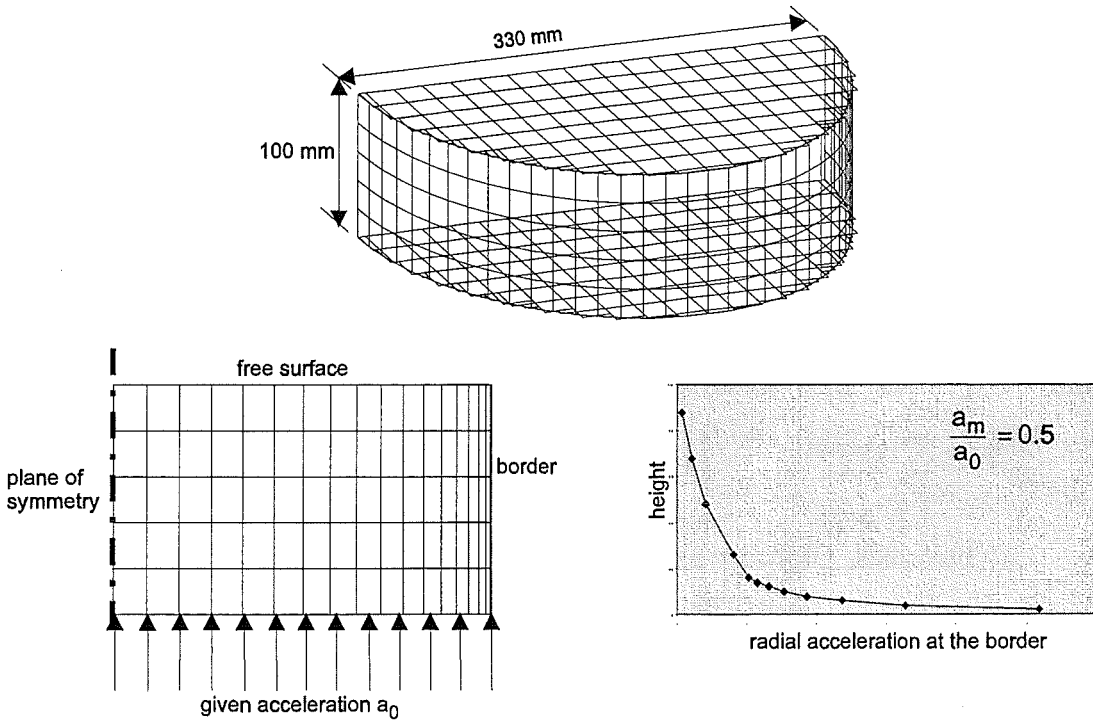 330 mm
100 mm
free surface
plane of
symmetry
border
given acceleration a₀
height
a_m
/
a₀
= 0.5
radial acceleration at the border